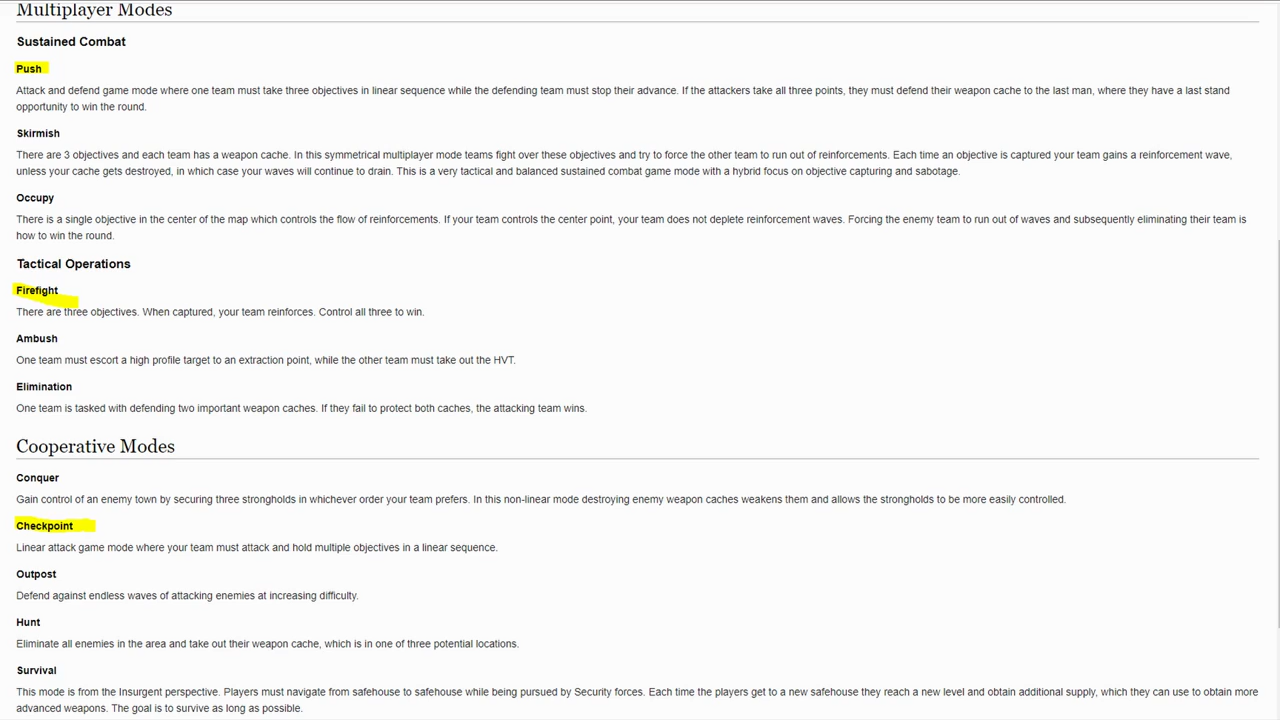 Multiplayer Modes
Sustained Combat
Push
Attack and defend game mode where one team must take three objectives in linear sequence while the defending team must stop their advance. If the attackers take all three points, they must defend their weapon cache to the last man, where they have a last stand
opportunity to win the round.
Skirmish
There are 3 objectives and each team has a weapon cache. In this symmetrical multiplayer mode teams fight over these objectives and try to force the other team to run out of reinforcements. Each time an objective is captured your team gains a reinforcement wave,
unless your cache gets destroyed, in which case your waves will continue to drain. This is a very tactical and balanced sustained combat game mode with a hybrid focus on objective capturing and sabotage.
Occupy
There is a single objective in the center of the map which controls the flow of reinforcements. If your team controls the center point, your team does not deplete reinforcement waves. Forcing the enemy team to run out of waves and subsequently eliminating their team is
how to win the round.
Tactical Operations
Firefight
There are three objectives. When captured, your team reinforces. Control all three to win.
Ambush
One team must escort a high profile target to an extraction point, while the other team must take out the HVT.
Elimination
One team is tasked with defending two important weapon caches. If they fail to protect both caches, the attacking team wins.
Cooperative Modes
Conquer
Gain control of an enemy town by securing three strongholds in whichever order your team prefers. In this non-linear mode destroying enemy weapon caches weakens them and allows the strongholds to be more easily controlled.
Checkpoint
Linear attack game mode where your team must attack and hold multiple objectives in a linear sequence.
Outpost
Defend against endless waves of attacking enemies at increasing difficulty.
Hunt
Eliminate all enemies in the area and take out their weapon cache, which is in one of three potential locations.
Survival
This mode is from the Insurgent perspective. Players must navigate from safehouse to safehouse while being pursued by Security forces. Each time the players get to a new safehouse they reach a new level and obtain additional supply, which they can use to obtain more
advanced weapons. The goal is to survive as long as possible.